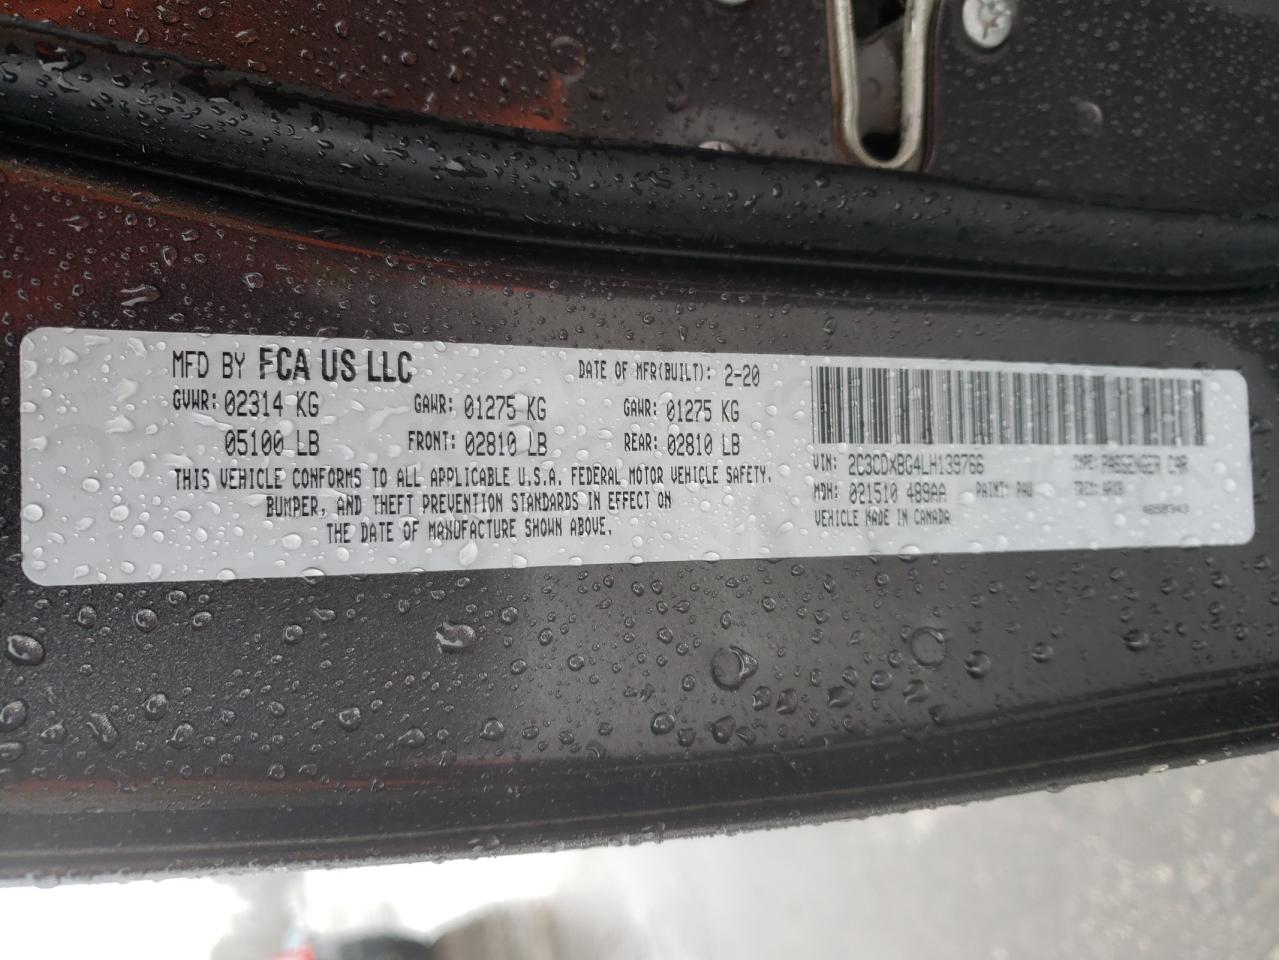 MFD BY FCA US LLC DATE OF MFR(BUILT): 2-20
GVWR: 02314 KG GAWR: 01275 KG GAWR: 01275 KG
05100 LB FRONT: 02810 LB REAR: 02810 LB
THIS VEHICLE CONFORMS TO ALL APPLICABLE U.S.A. FEDERAL MOTOR VEHICLE SAFETY,
BUMPER, AND THEFT PREVENTION STANDARDS IN EFFECT ON
THE DATE OF MANUFACTURE SHOWN ABOVE.
VIN: 2C3CDXBG4LH139766 TYPE: PASSENGER CAR
MDH: 021510 489AA PAINT: PAU
VEHICLE MADE IN CANADA